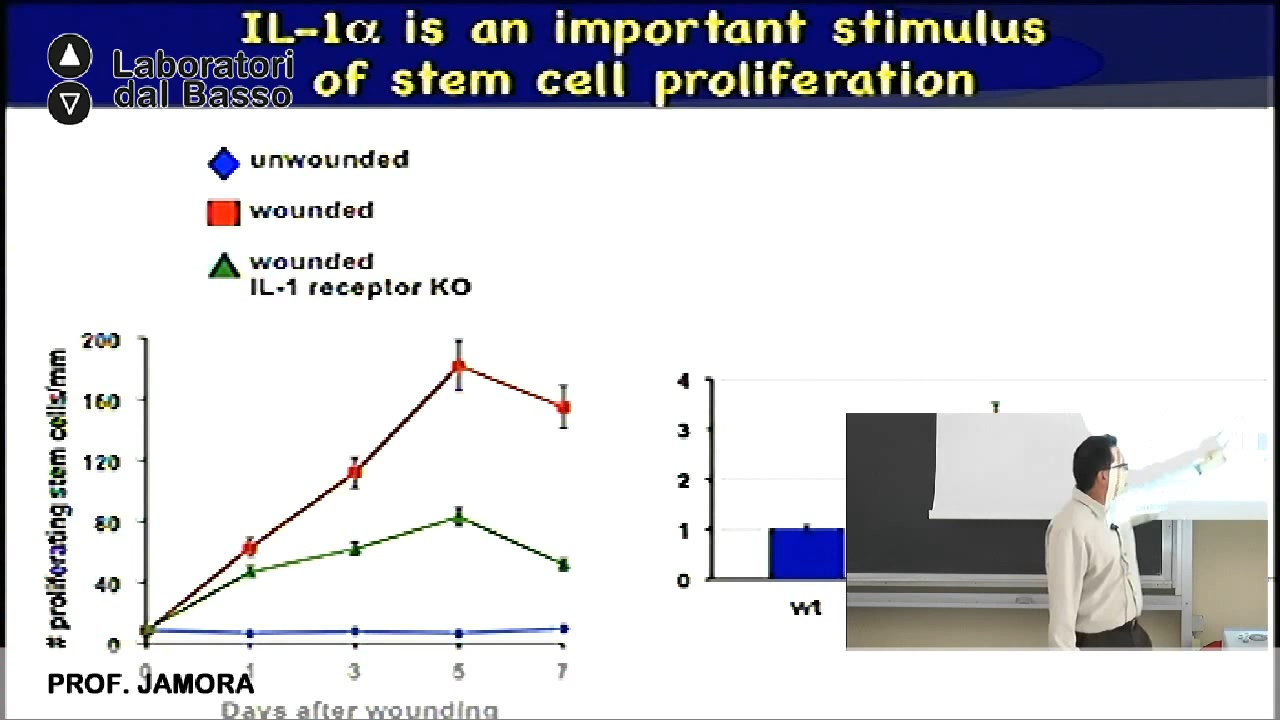 IL-1α is an important stimulus
of stem cell proliferation
Laboratori
dal Basso
unwounded
wounded
wounded
IL-1 receptor KO
# proliferating stem cells/mm
200
160
120
80
40
0
0 1 3 5 7
Days after wounding
4
3
2
1
0
wt
PROF. JAMORA